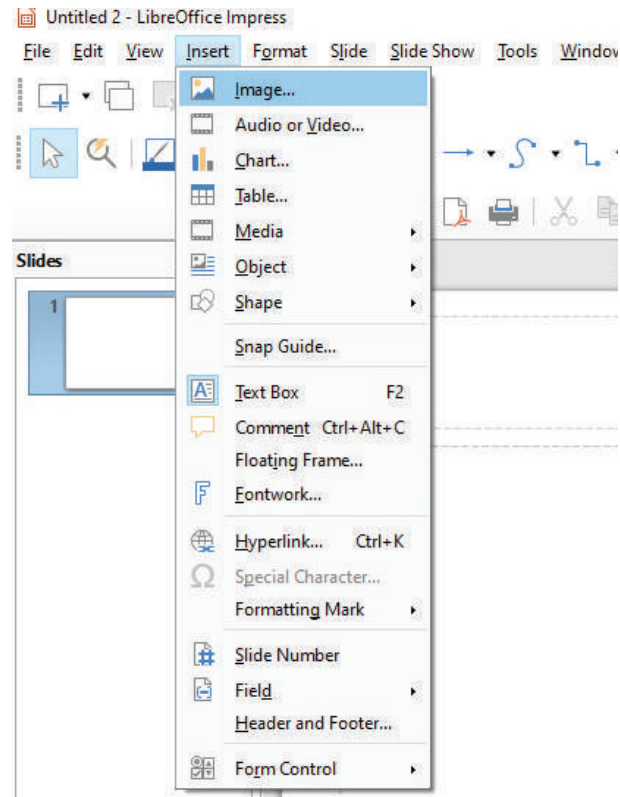 Untitled 2 - LibreOffice Impress
File Edit View Insert Format Slide Slide Show Tools Window
Image...
Audio or Video...
Chart...
Table...
Media
Slides
Object
1
Shape
Snap Guide...
Text Box F2
Comment Ctrl+Alt+C
Floating Frame...
Fontwork...
Hyperlink... Ctrl+K
Special Character...
Formatting Mark
Slide Number
Field
Header and Footer...
Form Control